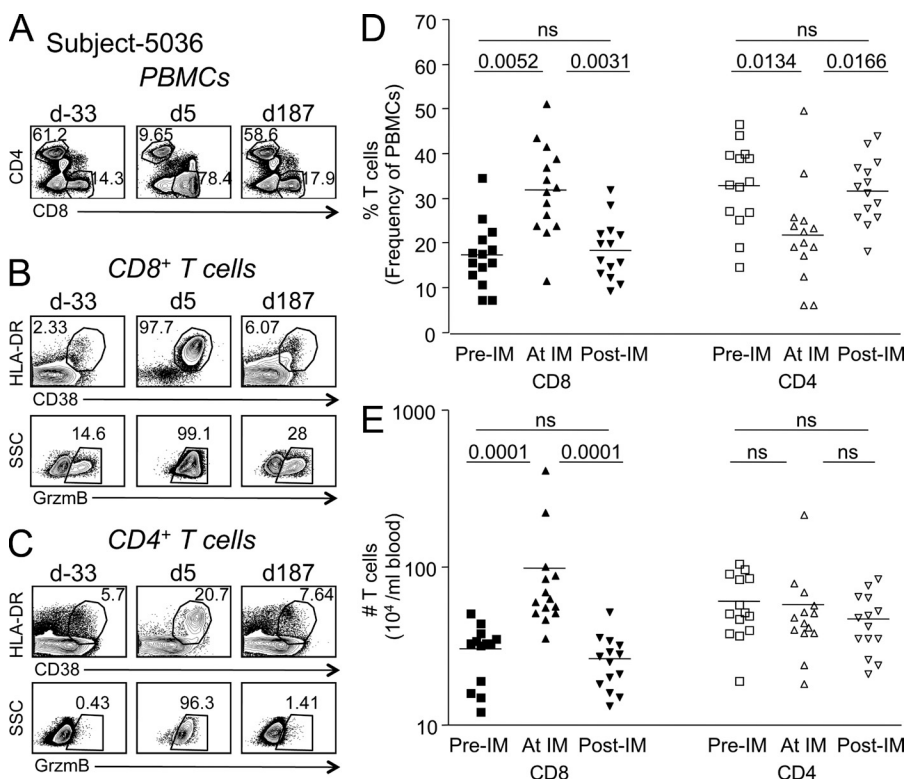 A
Subject-5036
PBMCs
d-33 d5 d187
61.2 9.65 58.6
14.3 78.4 17.9
CD4
CD8
B
CD8+ T cells
d-33 d5 d187
2.33 97.7 6.07
HLA-DR
CD38
14.6 99.1 28
SSC
GrzmB
C
CD4+ T cells
d-33 d5 d187
5.7 20.7 7.64
HLA-DR
CD38
0.43 96.3 1.41
SSC
GrzmB
D
% T cells
(Frequency of PBMCs)
70
60
50
40
30
20
10
0
ns ns
0.0052 0.0031 0.0134 0.0166
Pre-IM At IM Post-IM Pre-IM At IM Post-IM
CD8 CD4
E
# T cells
(10⁴/ml blood)
1000
100
10
ns ns
0.0001 0.0001 ns ns
Pre-IM At IM Post-IM Pre-IM At IM Post-IM
CD8 CD4